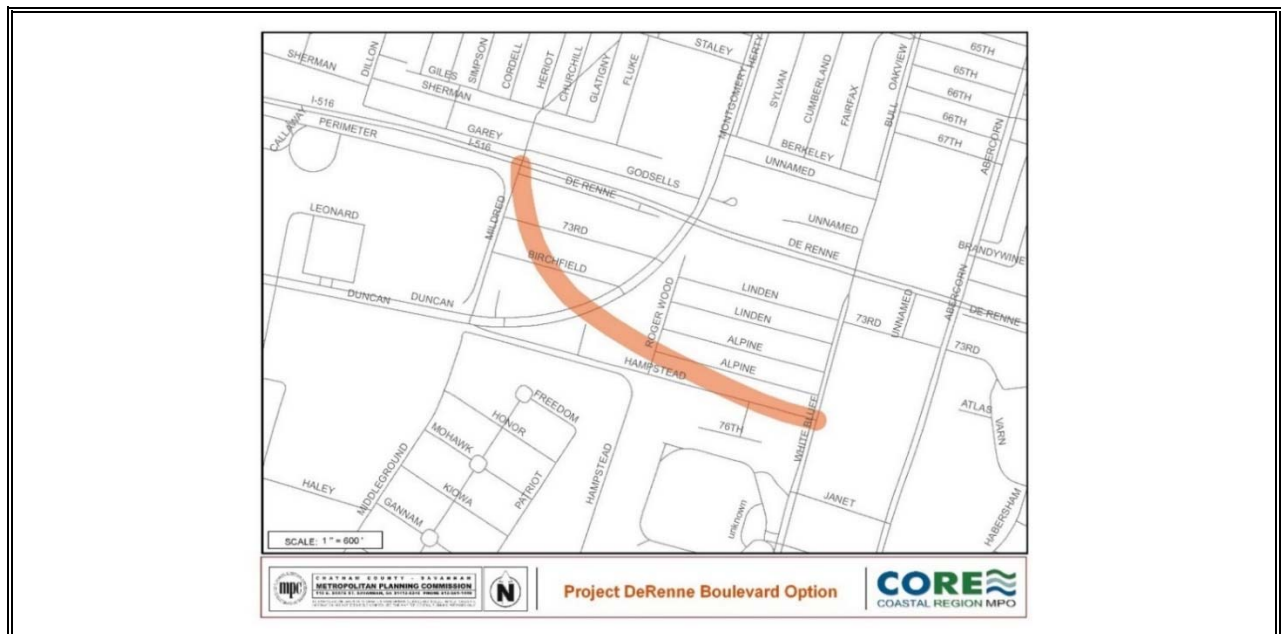 STALEY
HERTY
65TH
OAKVIEW
SHERMAN
DILLON
GILES
SIMPSON
CORDELL
HERIOT
CHURCHILL
GLATIGNY
FLUKE
MONTGOMERY
SYLVAN
CUMBERLAND
FAIRFAX
BULL
65TH
66TH
66TH
67TH
ABERCORN
SHERMAN
I-516
PERIMETER
CALLAWAY
GAREY
I-516
GODSELLS
BERKELEY
UNNAMED
DE RENNE
LEONARD
MILDRED
73RD
UNNAMED
DE RENNE
BRANDYWINE
BIRCHFIELD
DUNCAN
DUNCAN
ROGER WOOD
LINDEN
LINDEN
UNNAMED
ABERCORN
DE RENNE
73RD
73RD
ALPINE
ALPINE
HAMPSTEAD
WHITE BLUFF
ATLAS
VARN
FREEDOM
HONOR
MOHAWK
76TH
MIDDLEGROUND
KIOWA
PATRIOT
HAMPSTEAD
HALEY
GANNAM
unknown
JANET
HABERSHAM
SCALE: 1" = 600'
mpc
CHATHAM COUNTY - SAVANNAH
METROPOLITAN PLANNING COMMISSION
N
Project DeRenne Boulevard Option
CORE
COASTAL REGION MPO